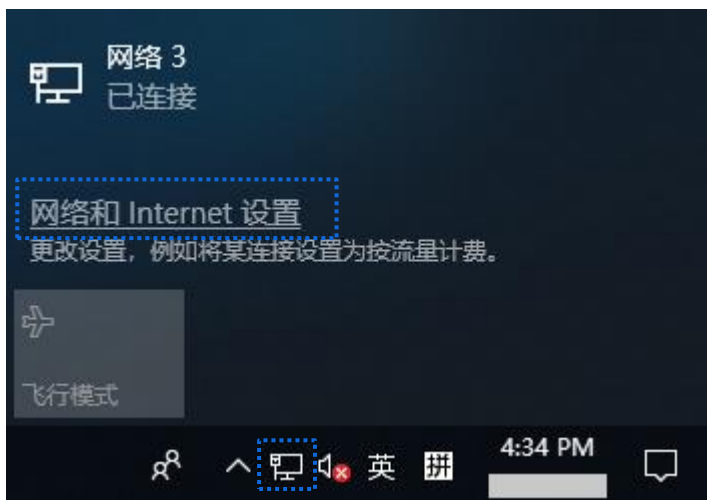 网络 3
已连接
网络和 Internet 设置
更改设置，例如将某连接设置为按流量计费。
飞行模式
英 拼 4:34 PM